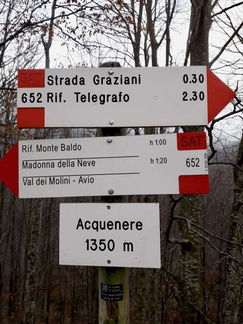 SAT Strada Graziani 0.30
652 Rif. Telegrafo 2.30
Rif. Monte Baldo h 1:00 SAT
Madonna della Neve h 1:20 652
Val dei Molini - Avio
Acquenere
1350 m